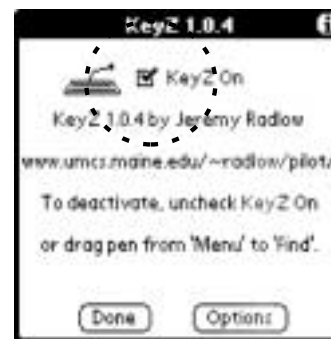 KeyZ 1.0.4
KeyZ On
KeyZ 1.0.4 by Jeremy Radlow
www.umcs.maine.edu/~radlow/pilot/
To deactivate, uncheck KeyZ On
or drag pen from 'Menu' to 'Find'.
Done Options